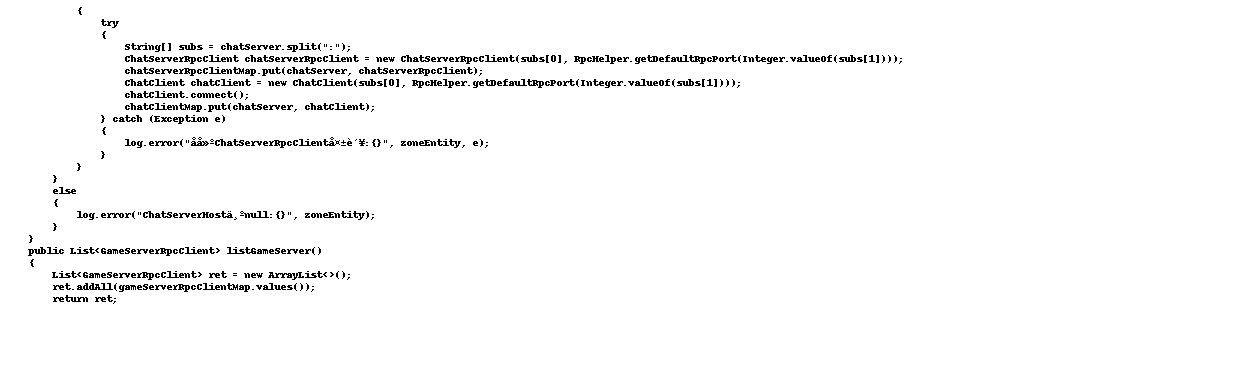 {
try
{
String[] subs = chatServer.split(":");
ChatServerRpcClient chatServerRpcClient = new ChatServerRpcClient(subs[0], RpcHelper.getDefaultRpcPort(Integer.valueOf(subs[1])));
chatServerRpcClientMap.put(chatServer, chatServerRpcClient);
ChatClient chatClient = new ChatClient(subs[0], RpcHelper.getDefaultRpcPort(Integer.valueOf(subs[1])));
chatClient.connect();
chatClientMap.put(chatServer, chatClient);
} catch (Exception e)
{
log.error("åå»ºChatServerRpcClientå¤±è´¥:{}", zoneEntity, e);
}
}
}
else
{
log.error("ChatServerHostä¸ºnull:{}", zoneEntity);
}
}
public List<GameServerRpcClient> listGameServer()
{
List<GameServerRpcClient> ret = new ArrayList<>();
ret.addAll(gameServerRpcClientMap.values());
return ret;